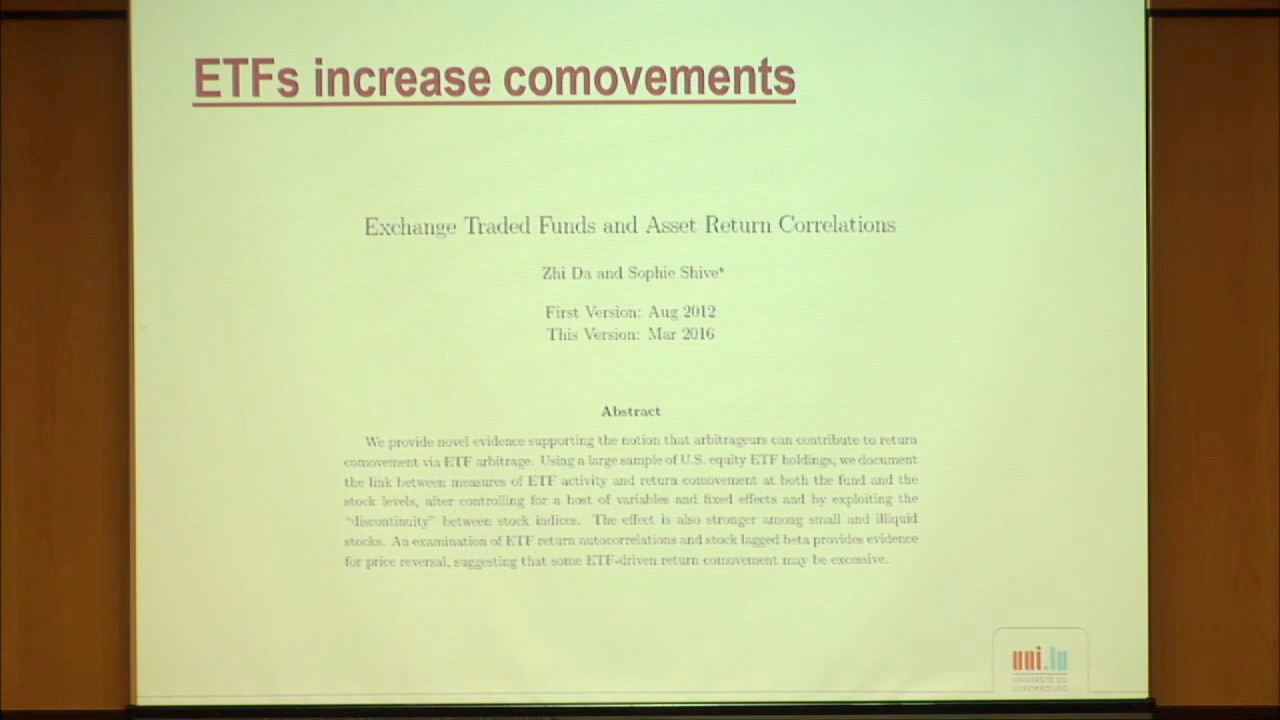 ETFs increase comovements
Exchange Traded Funds and Asset Return Correlations
Zhi Da and Sophie Shive*
First Version: Aug 2012
This Version: Mar 2016
Abstract
We provide novel evidence supporting the notion that arbitrageurs can contribute to return
comovement via ETF arbitrage. Using a large sample of U.S. equity ETF holdings, we document
the link between measures of ETF activity and return comovement at both the fund and the
stock levels, after controlling for a host of variables and fixed effects and by exploiting the
"discontinuity" between stock indices. The effect is also stronger among small and illiquid
stocks. An examination of ETF return autocorrelations and stock lagged beta provides evidence
for price reversal, suggesting that some ETF-driven return comovement may be excessive.
uni.lu
UNIVERSITÉ DU
LUXEMBOURG